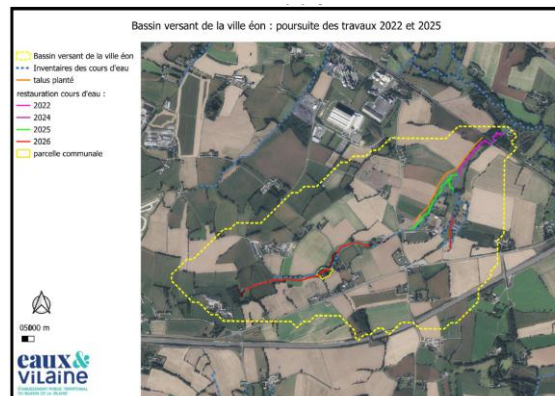 Bassin versant de la ville éon : poursuite des travaux 2022 et 2025
Bassin versant de la ville éon
Inventaires des cours d'eau
talus planté
restauration cours d'eau :
2022
2024
2025
2026
parcelle communale
eaux&
ViLaine